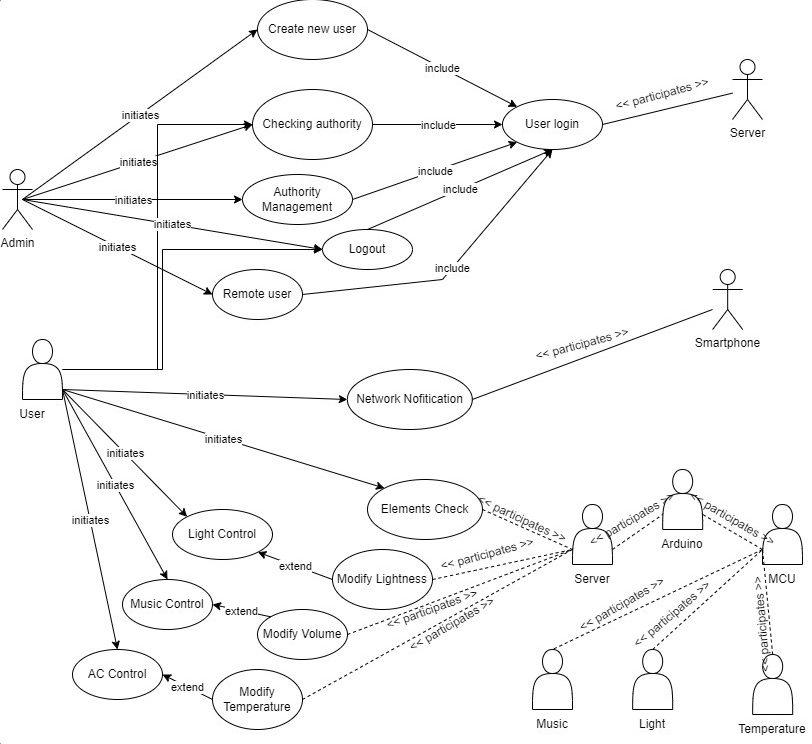 Create new user
include
<< participates >>
Server
initiates
Checking authority
include
User login
initiates
Admin
initiates
Authority
Management
include
include
initiates
Logout
initiates
Remote user
include
Smartphone
<< participates >>
User
initiates
Network Nofitication
initiates
initiates
initiates
initiates
Elements Check
<< participates >>
<< participates >>
<< participates >>
Arduino
Light Control
extend
Modify Lightness
<< participates >>
Server
MCU
Music Control
extend
Modify Volume
<< participates >>
<< participates >>
<< participates >>
<< participates >>
<< participates >>
AC Control
extend
Modify
Temperature
Music
Light
Temperature